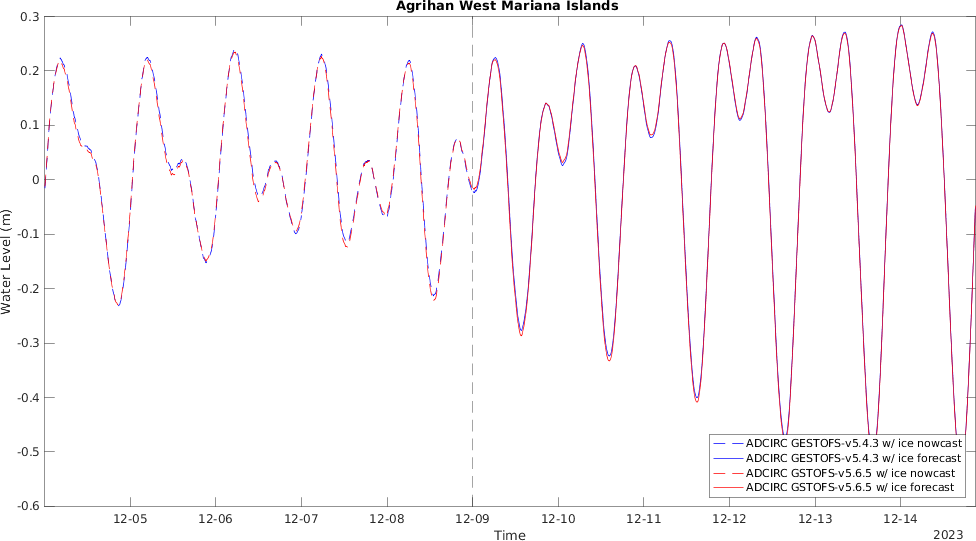 Agrihan West Mariana Islands
0.3
0.2
0.1
0
-0.1
-0.2
-0.3
-0.4
-0.5
-0.6
Water Level (m)
ADCIRC GESTOFS-v5.4.3 w/ ice nowcast
ADCIRC GESTOFS-v5.4.3 w/ ice forecast
ADCIRC GSTOFS-v5.6.5 w/ ice nowcast
ADCIRC GSTOFS-v5.6.5 w/ ice forecast
12-05 12-06 12-07 12-08 12-09 12-10 12-11 12-12 12-13 12-14
Time
2023